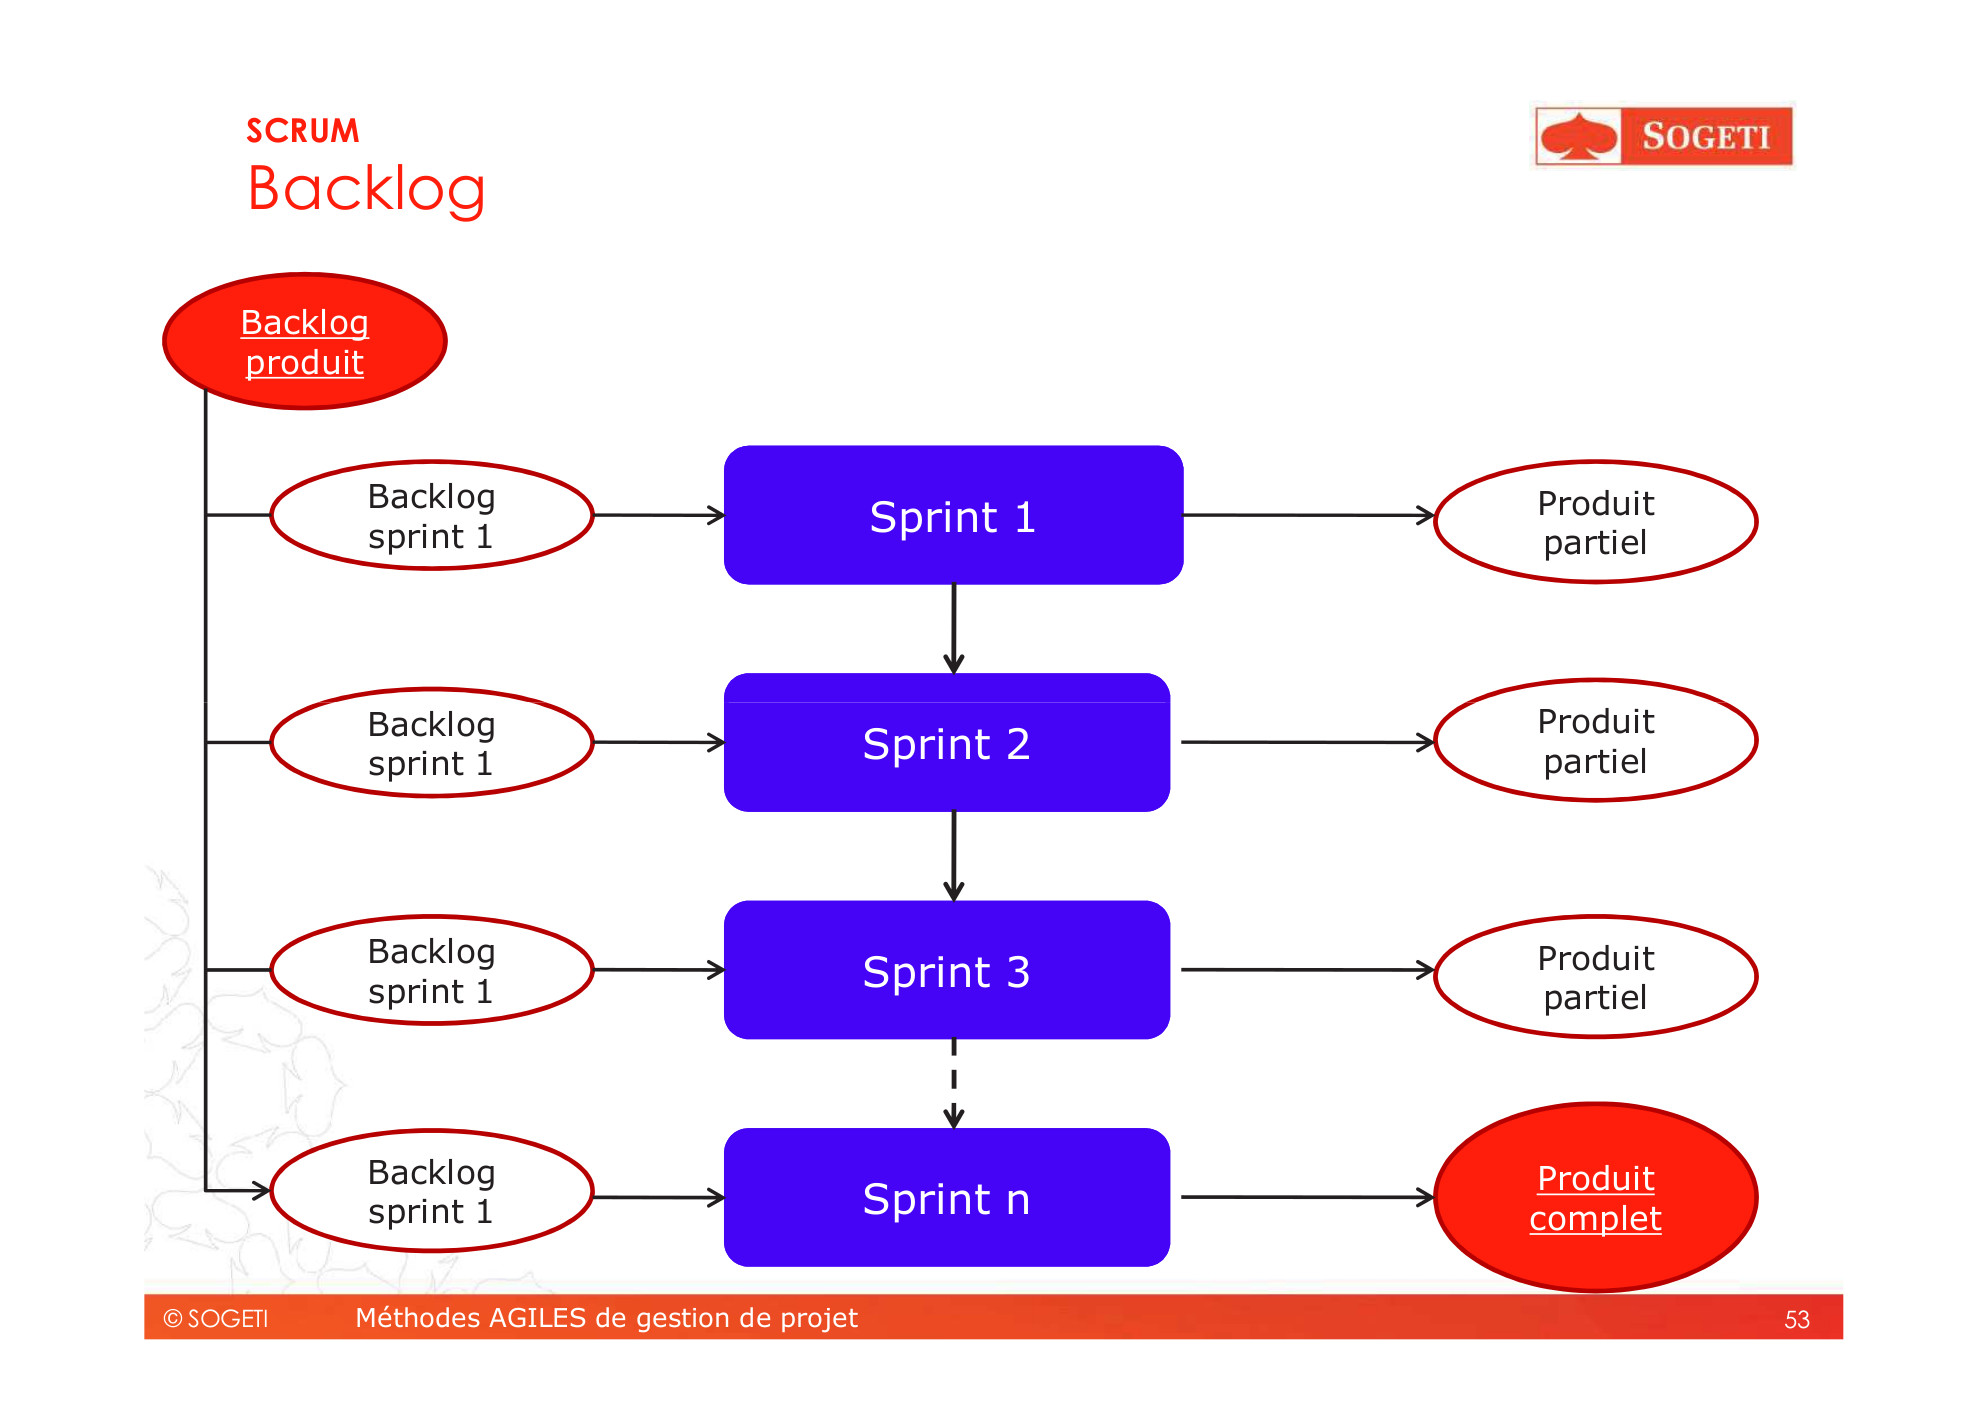 SCRUM
Backlog
SOGETI
Backlog
produit
Backlog
sprint 1
Sprint 1
Produit
partiel
Backlog
sprint 1
Sprint 2
Produit
partiel
Backlog
sprint 1
Sprint 3
Produit
partiel
Backlog
sprint 1
Sprint n
Produit
complet
© SOGETI
Méthodes AGILES de gestion de projet
53